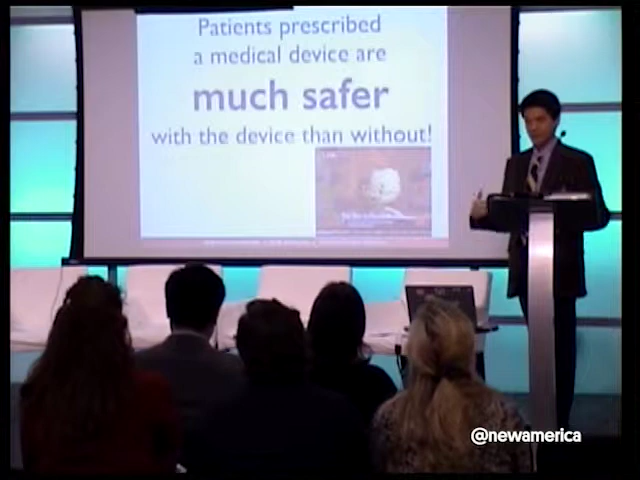 Patients prescribed
a medical device are
much safer
with the device than without!
@newamerica